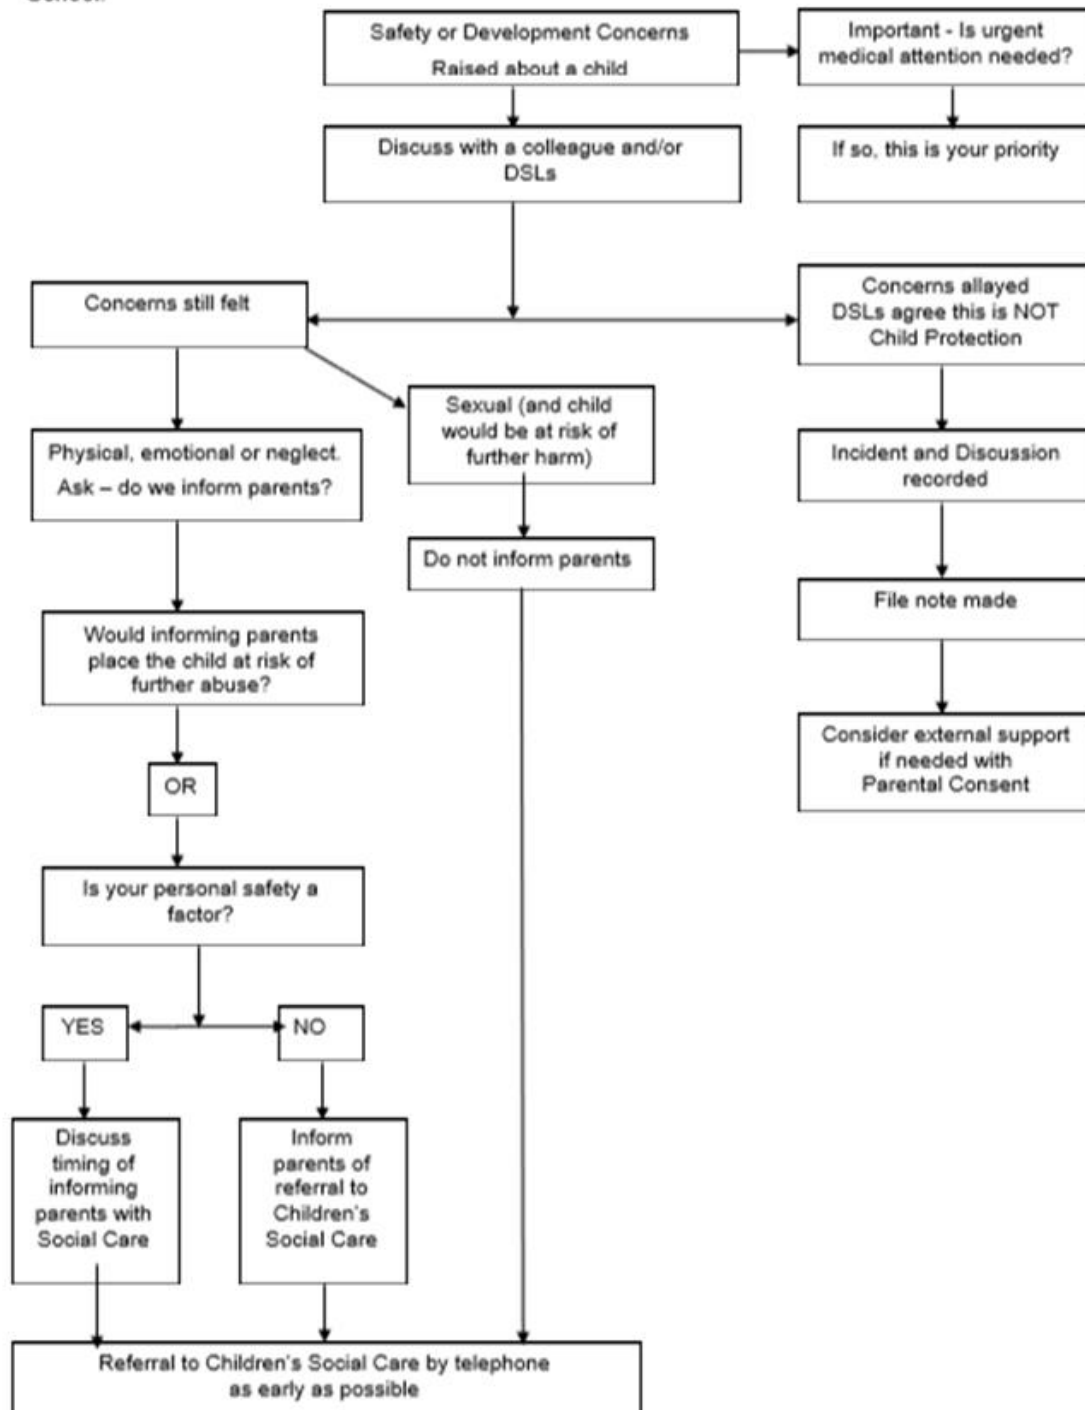 Safety or Development Concerns
Raised about a child
Important - Is urgent
medical attention needed?
Discuss with a colleague and/or
DSLs
If so, this is your priority
Concerns still felt
Concerns allayed
DSLs agree this is NOT
Child Protection
Sexual (and child
would be at risk of
further harm)
Physical, emotional or neglect.
Ask – do we inform parents?
Incident and Discussion
recorded
Do not inform parents
File note made
Would informing parents
place the child at risk of
further abuse?
Consider external support
if needed with
Parental Consent
OR
Is your personal safety a
factor?
YES
NO
Discuss
timing of
informing
parents with
Social Care
Inform
parents of
referral to
Children's
Social Care
Referral to Children's Social Care by telephone
as early as possible